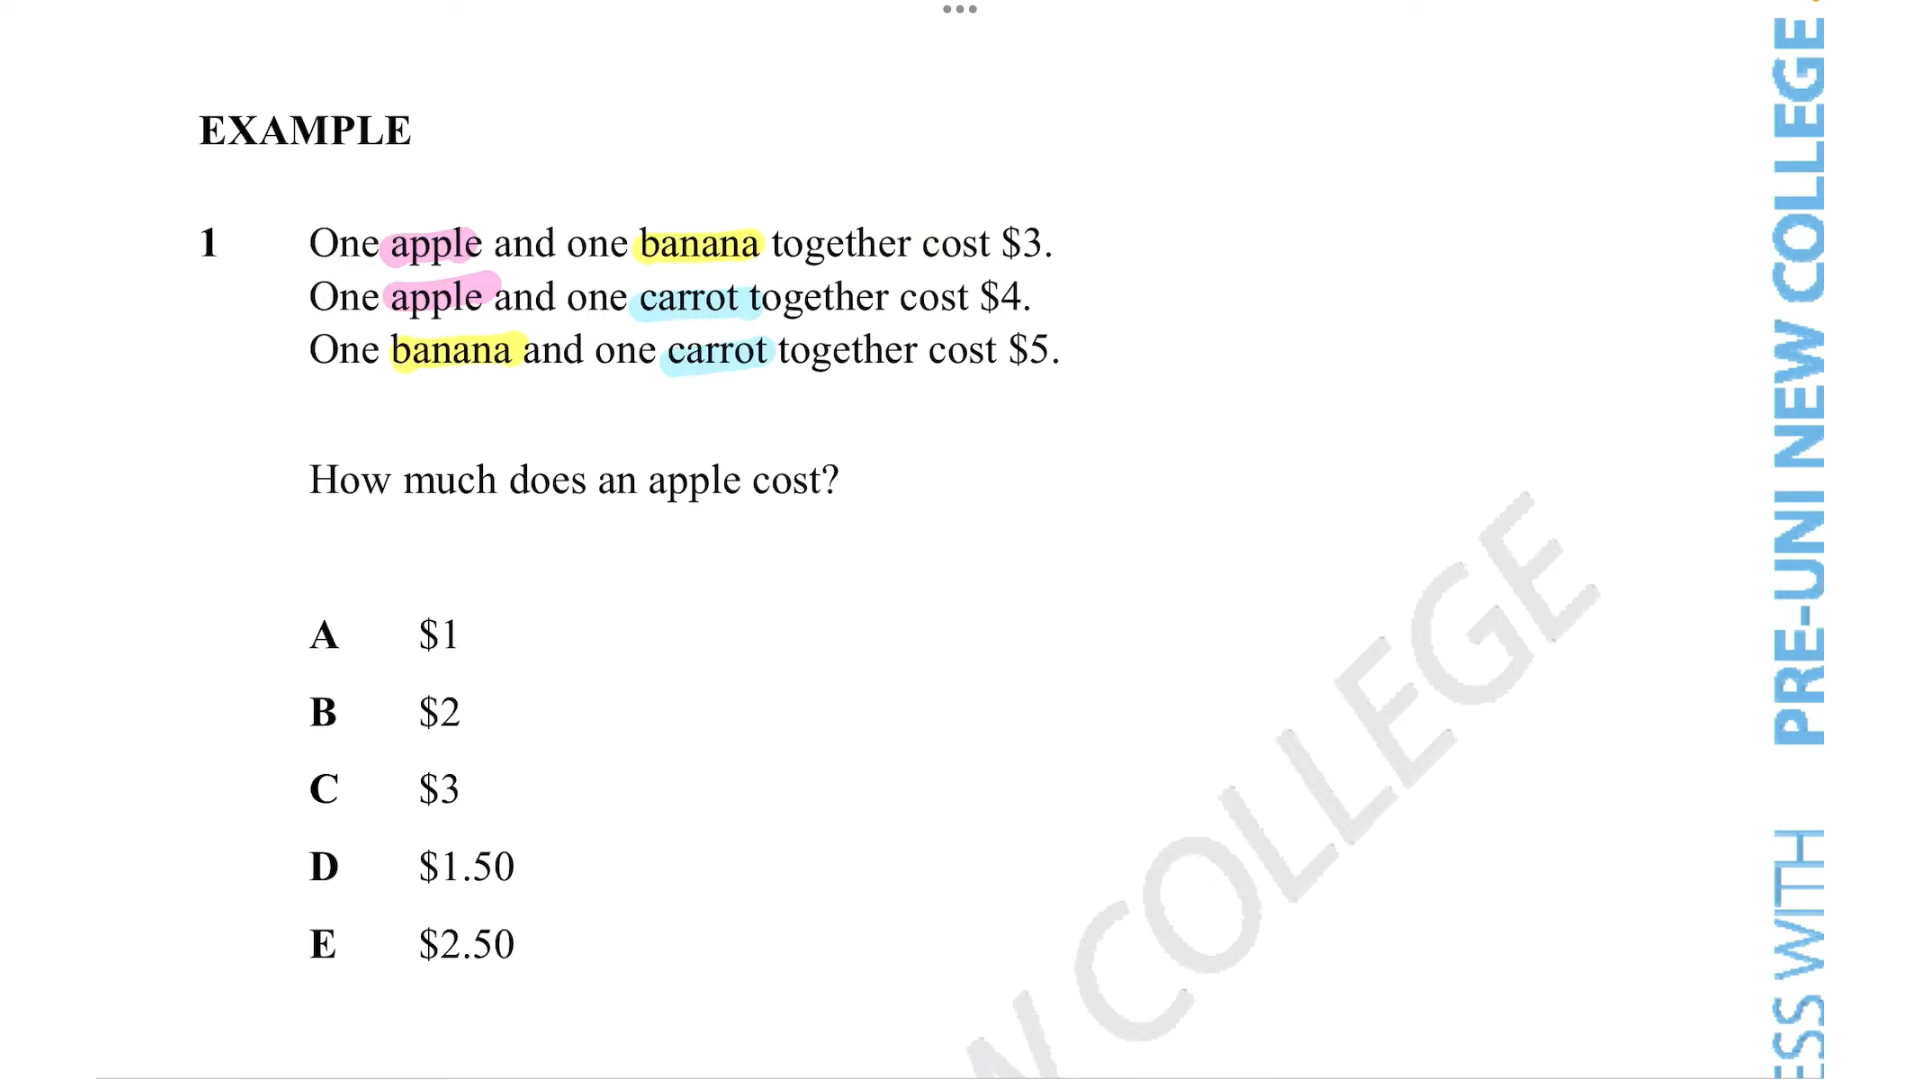 EXAMPLE
1 One apple and one banana together cost $3.
One apple and one carrot together cost $4.
One banana and one carrot together cost $5.
How much does an apple cost?
A $1
B $2
C $3
D $1.50
E $2.50
COLLEGE
WITH PRE-UNI NEW COLLEGE